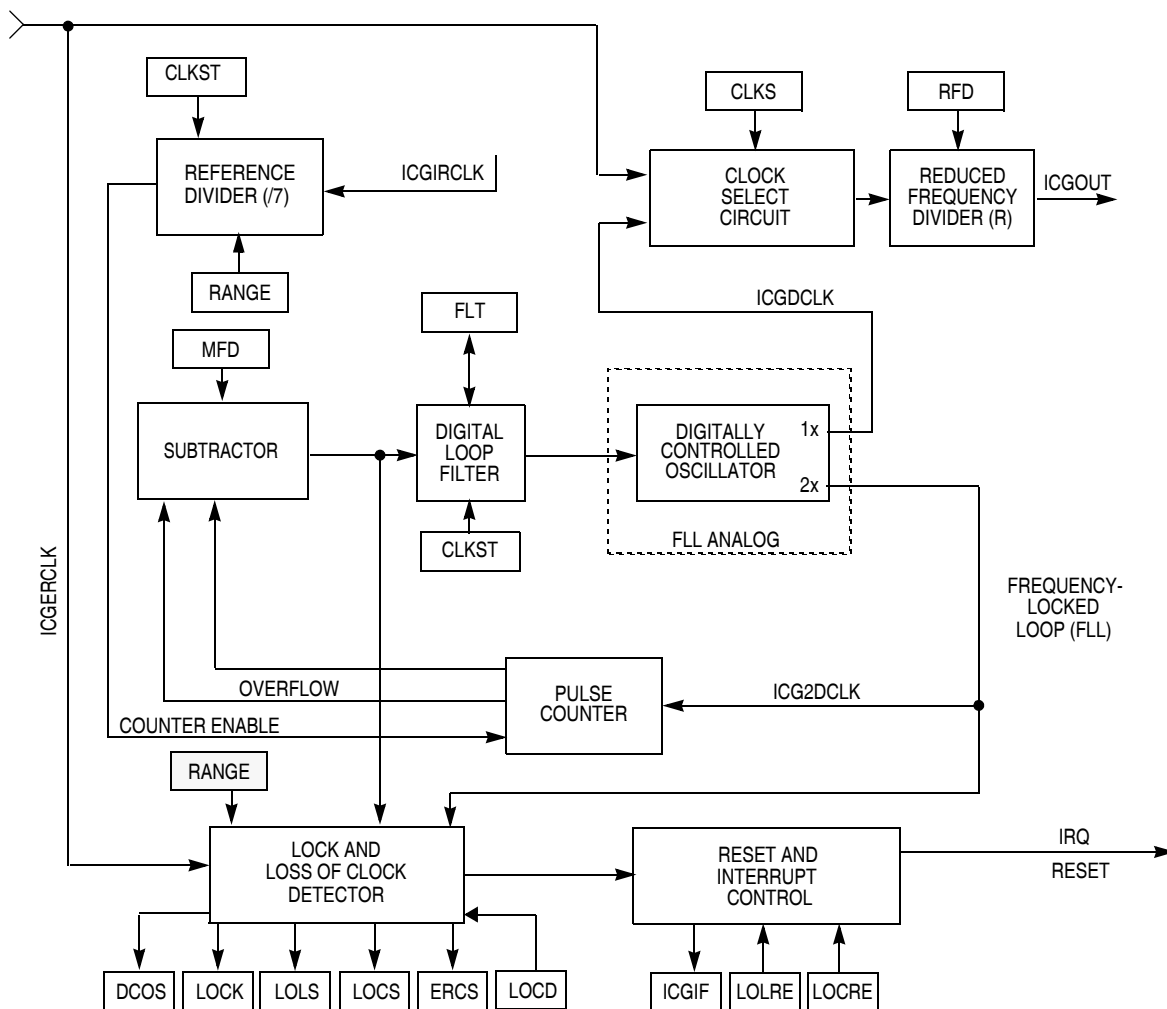 CLKST
CLKS
RFD
REFERENCE
DIVIDER (/7)
ICGIRCLK
CLOCK
SELECT
CIRCUIT
REDUCED
FREQUENCY
DIVIDER (R)
ICGOUT
RANGE
ICGDCLK
FLT
MFD
SUBTRACTOR
DIGITAL
LOOP
FILTER
DIGITALLY
CONTROLLED
OSCILLATOR
1x
2x
FLL ANALOG
CLKST
ICGERCLK
FREQUENCY-
LOCKED
LOOP (FLL)
OVERFLOW
PULSE
COUNTER
ICG2DCLK
COUNTER ENABLE
RANGE
LOCK AND
LOSS OF CLOCK
DETECTOR
RESET AND
INTERRUPT
CONTROL
IRQ
RESET
DCOS
LOCK
LOLS
LOCS
ERCS
LOCD
ICGIF
LOLRE
LOCRE